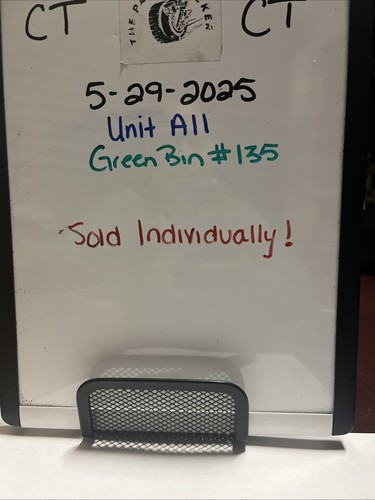 CT CT
5-29-2025
Unit A11
Green Bin #135
Sold Individually!